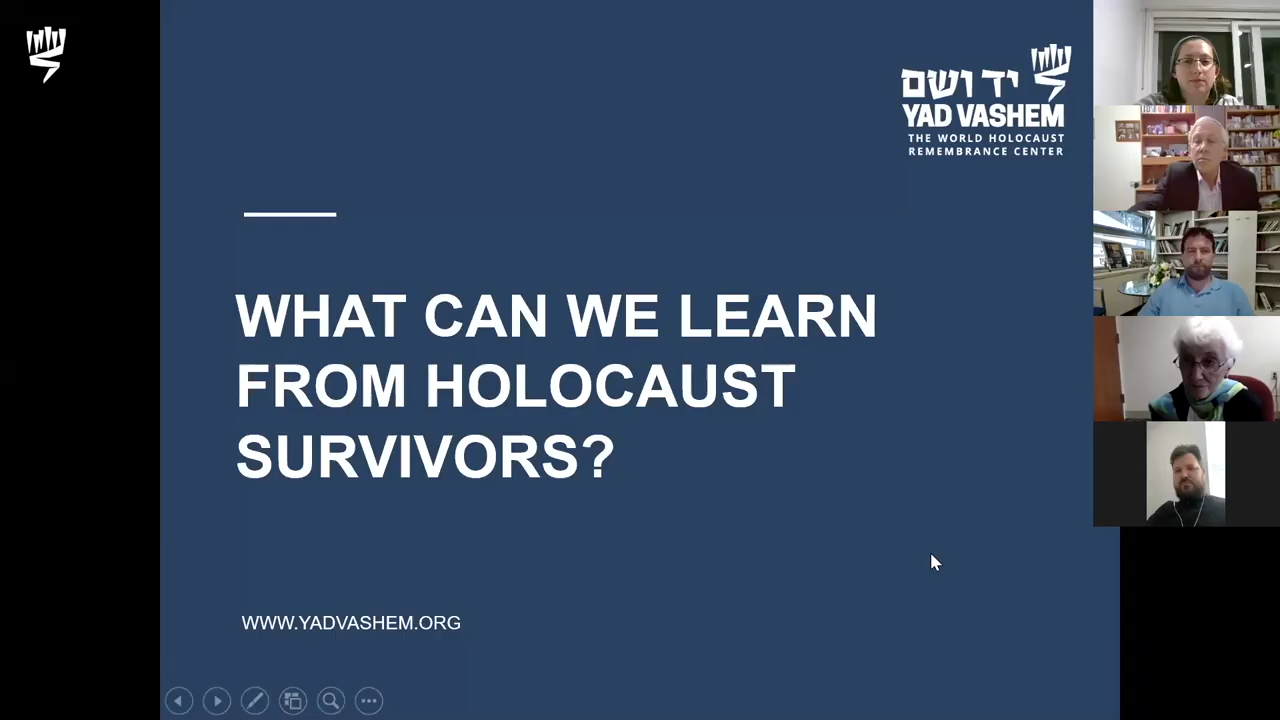 יד ושם
YAD VASHEM
THE WORLD HOLOCAUST
REMEMBRANCE CENTER
WHAT CAN WE LEARN
FROM HOLOCAUST
SURVIVORS?
WWW.YADVASHEM.ORG